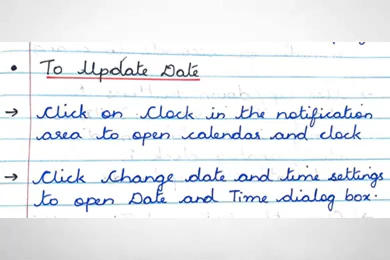 • To Update Date
→ Click on Clock in the notification
area to open calendar and clock
→ Click Change date and time settings
to open Date and Time dialog box.